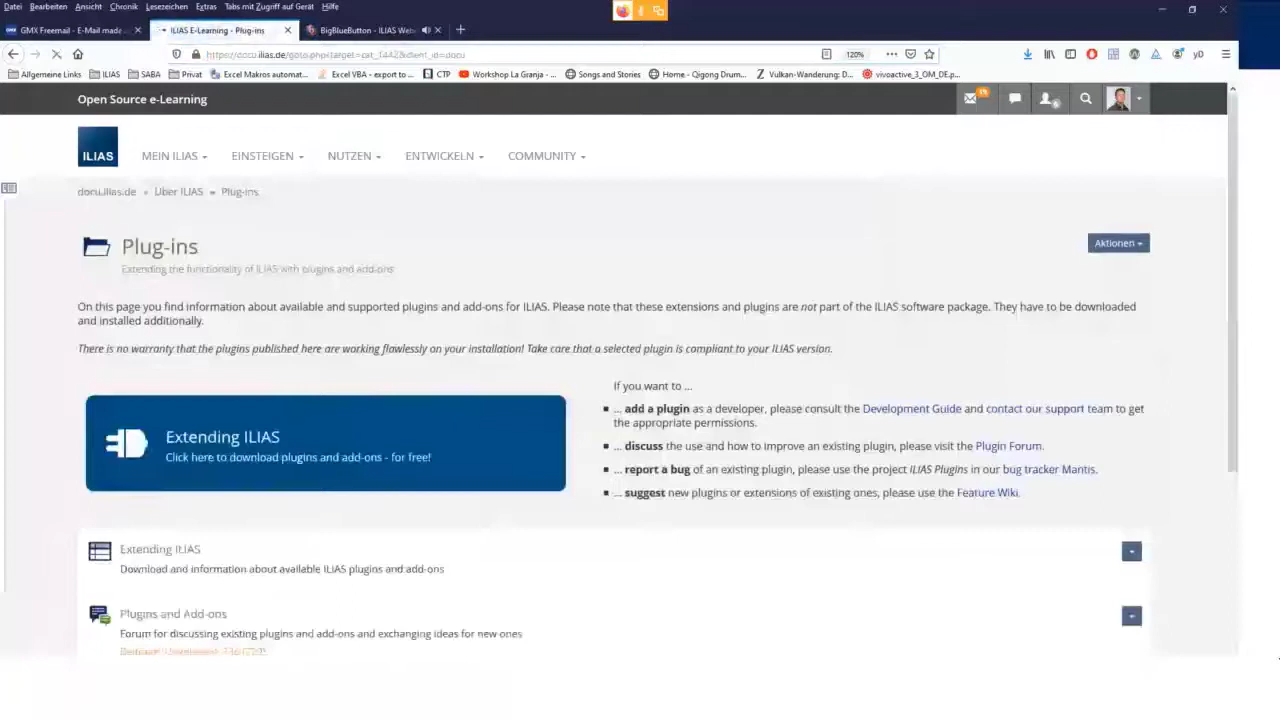 Datei Bearbeiten Ansicht Chronik Lesezeichen Extras Tabs mit Zugriff auf Gerät Hilfe
GMX Freemail - E-Mail made ... ILIAS E-Learning - Plug-ins BigBlueButton - ILIAS Web
https://docu.ilias.de/goto.php?target=cat_1442&client_id=docu 120%
Allgemeine Links ILIAS SABA Privat Excel Makros automat... Excel VBA - export to ... CTP Workshop La Granja - ... Songs and Stories Home - Qigong Drum... Vulkan-Wanderung: D... vivoactive_3_OM_DE.p...
Open Source e-Learning
ILIAS MEIN ILIAS EINSTEIGEN NUTZEN ENTWICKELN COMMUNITY
docu.ilias.de » Über ILIAS » Plug-ins
Plug-ins
Aktionen
Extending the functionality of ILIAS with plugins and add-ons
On this page you find information about available and supported plugins and add-ons for ILIAS. Please note that these extensions and plugins are not part of the ILIAS software package. They have to be downloaded
and installed additionally.
There is no warranty that the plugins published here are working flawlessly on your installation! Take care that a selected plugin is compliant to your ILIAS version.
Extending ILIAS
Click here to download plugins and add-ons - for free!
If you want to ...
... add a plugin as a developer, please consult the Development Guide and contact our support team to get
the appropriate permissions.
... discuss the use and how to improve an existing plugin, please visit the Plugin Forum.
... report a bug of an existing plugin, please use the project ILIAS Plugins in our bug tracker Mantis.
... suggest new plugins or extensions of existing ones, please use the Feature Wiki.
Extending ILIAS
Download and information about available ILIAS plugins and add-ons
Plugins and Add-ons
Forum for discussing existing plugins and add-ons and exchanging ideas for new ones